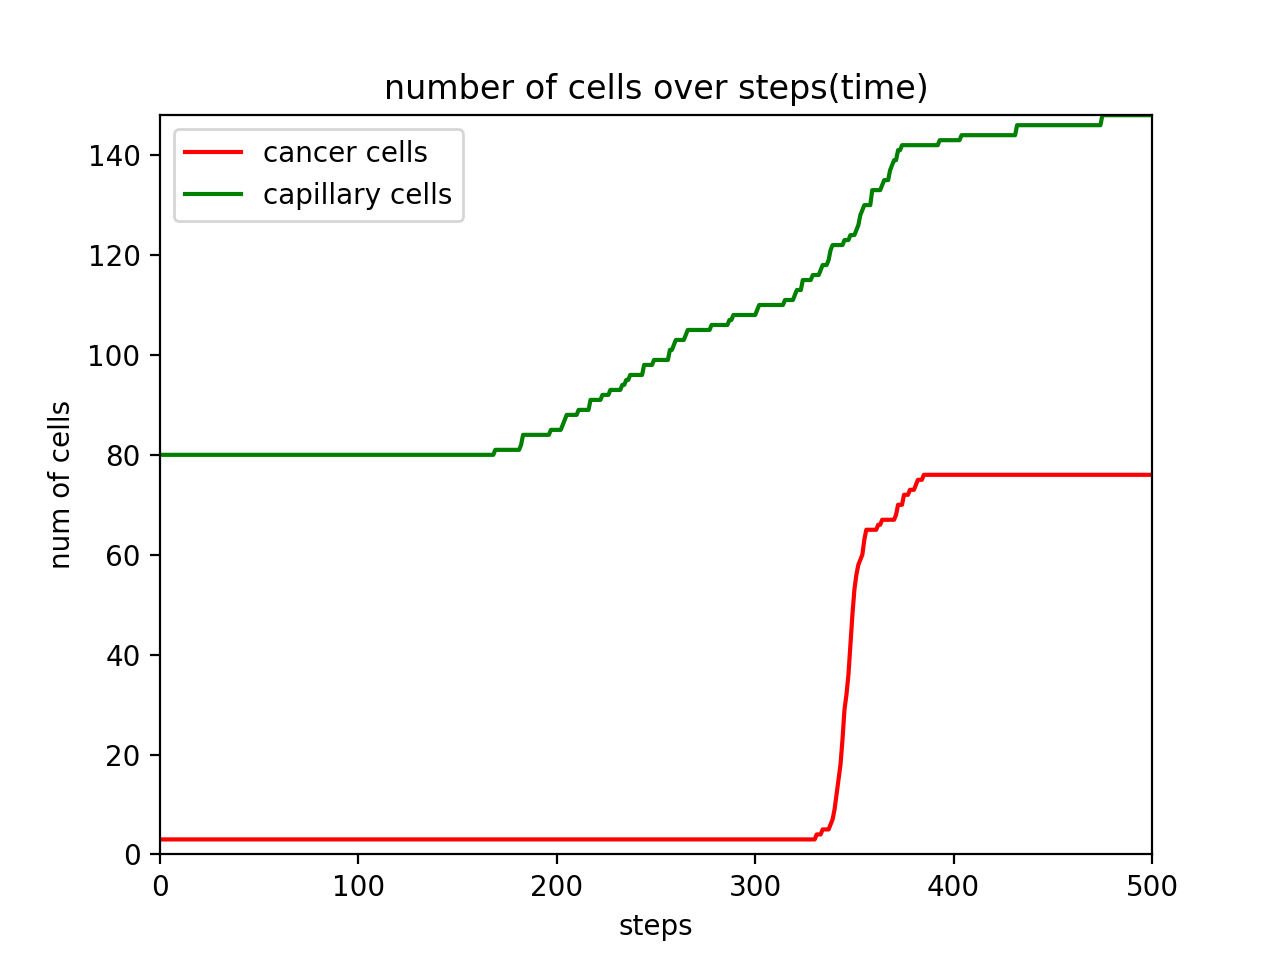 number of cells over steps(time)
cancer cells
capillary cells
num of cells
140
120
100
80
60
40
20
0
0 100 200 300 400 500
steps